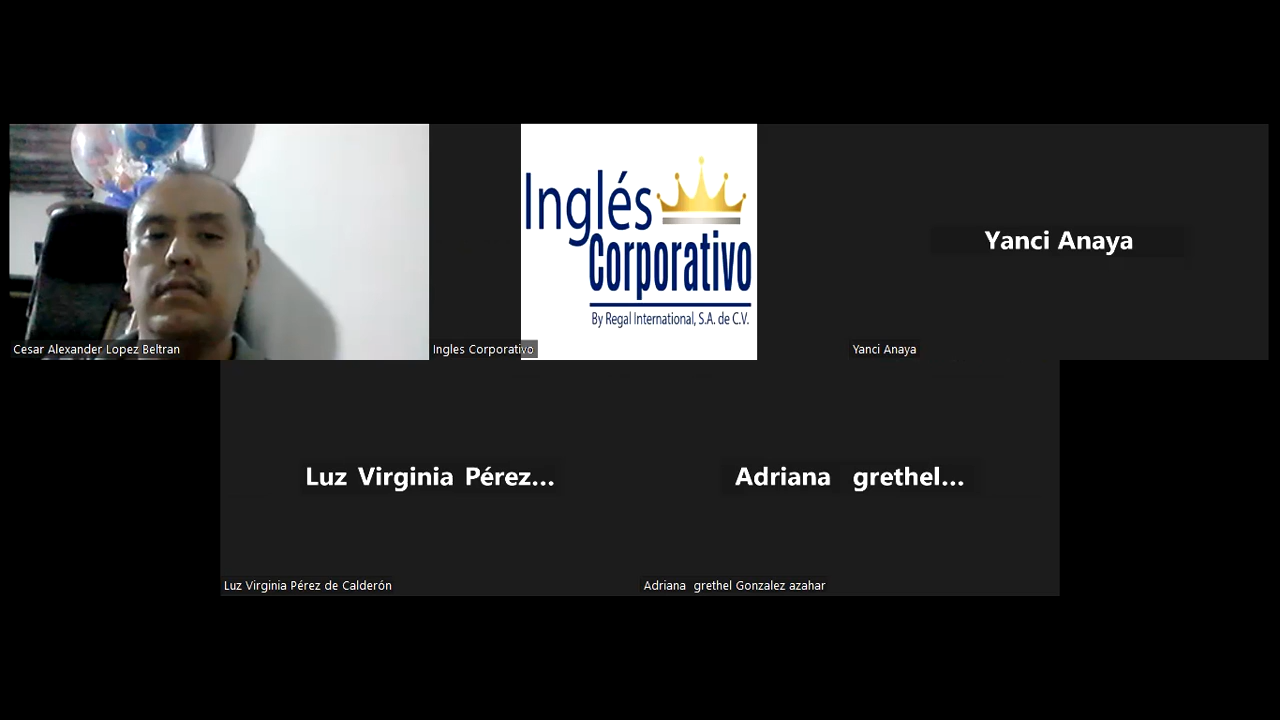 Inglés
Corporativo
By Regal International, S.A. de C.V.
Yanci Anaya
Cesar Alexander Lopez Beltran
Ingles Corporativo
Yanci Anaya
Luz Virginia Pérez...
Adriana grethel...
Luz Virginia Pérez de Calderón
Adriana grethel Gonzalez azahar